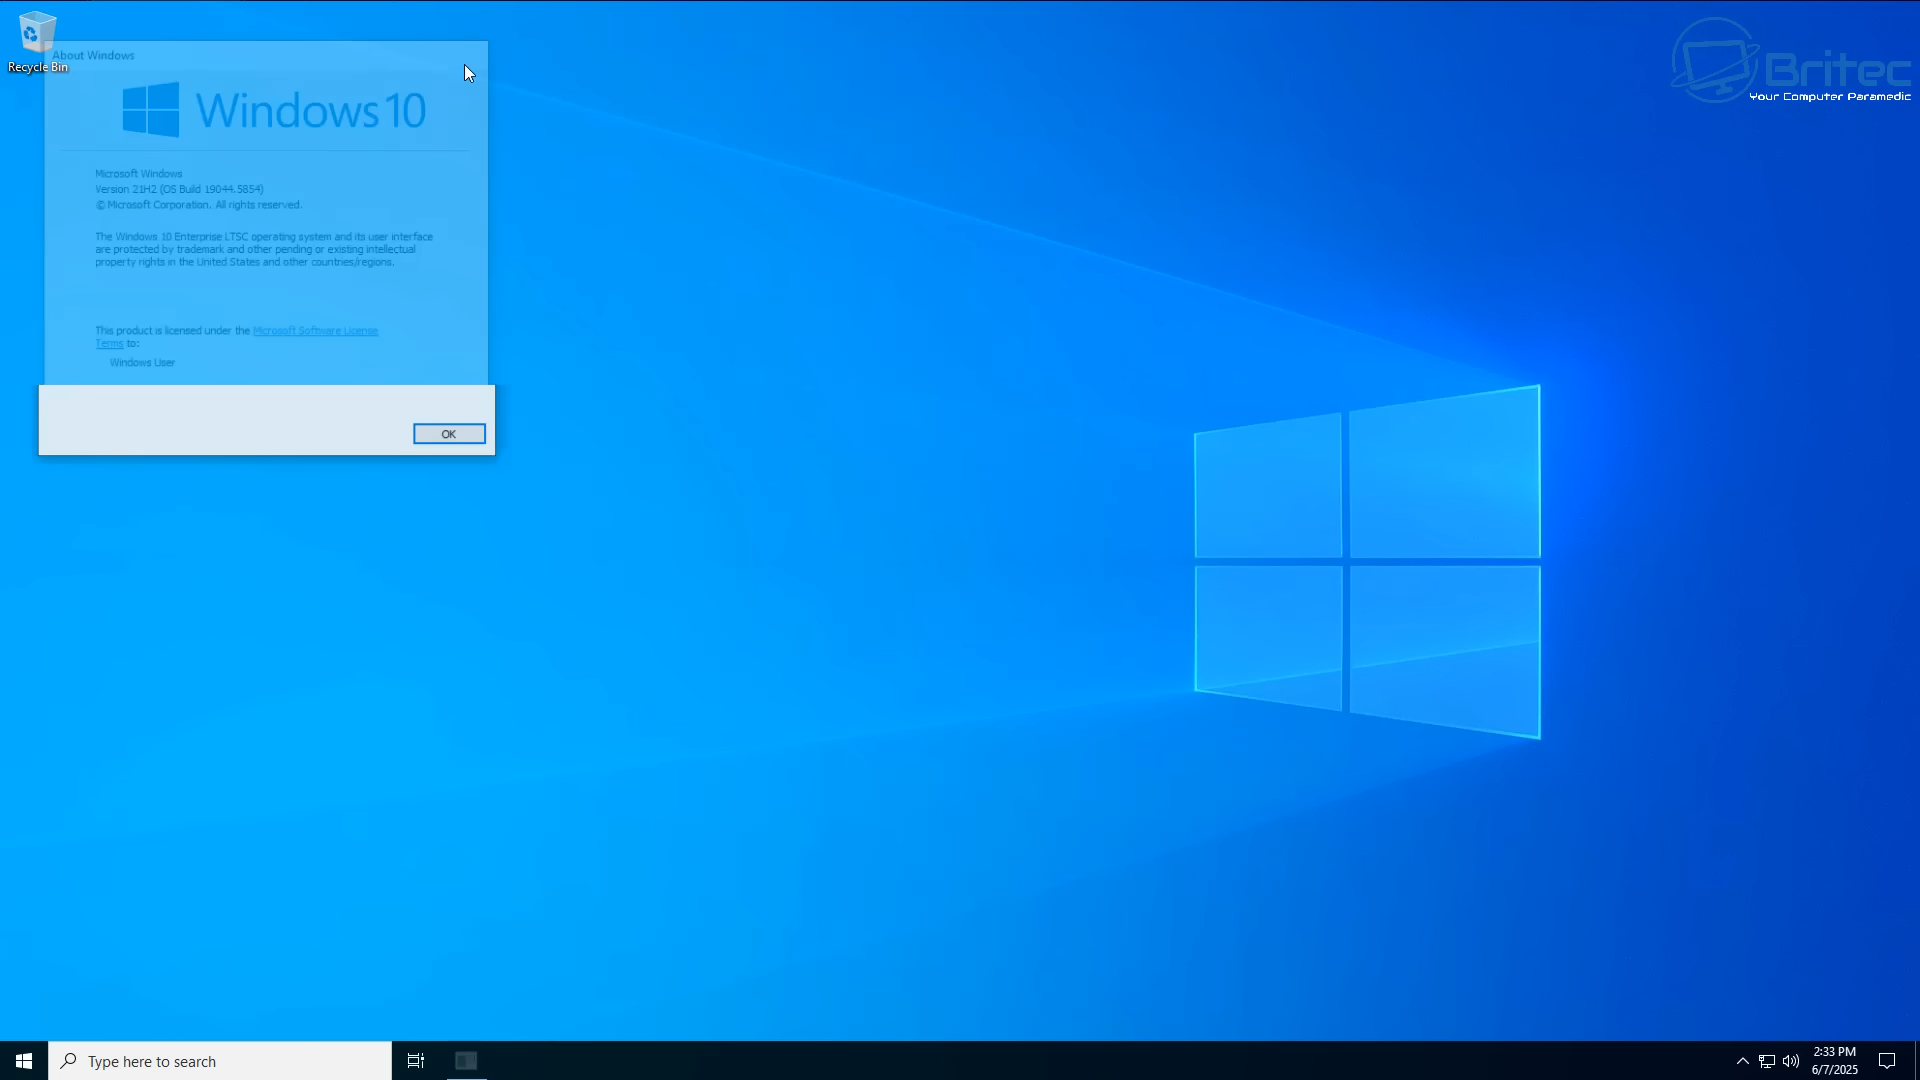 Recycle Bin
About Windows
Windows 10
Microsoft Windows
Version 21H2 (OS Build 19044.5854)
© Microsoft Corporation. All rights reserved.
The Windows 10 Enterprise LTSC operating system and its user interface
are protected by trademark and other pending or existing intellectual
property rights in the United States and other countries/regions.
This product is licensed under the Microsoft Software License
Terms to:
Windows User
OK
Britec
Your Computer Paramedic
Type here to search
2:33 PM
6/7/2025